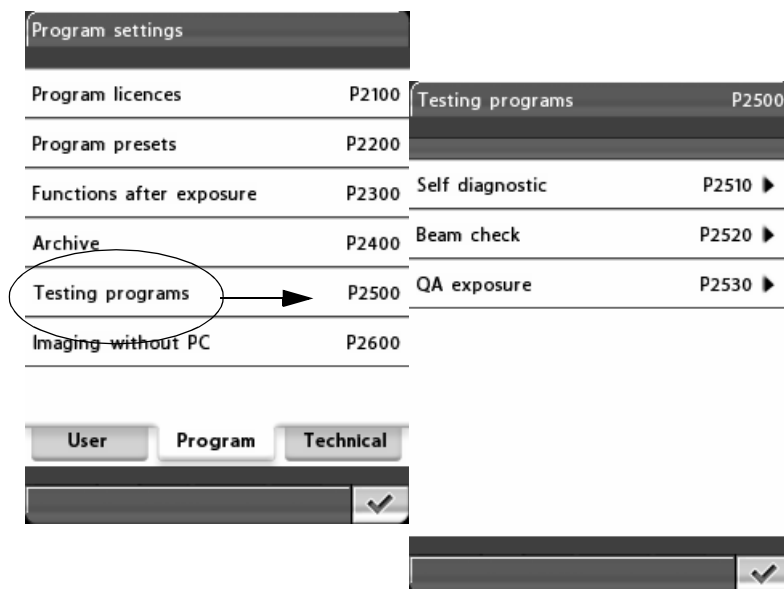 Program settings
Program licences P2100
Program presets P2200
Functions after exposure P2300
Archive P2400
Testing programs P2500
Imaging without PC P2600
User Program Technical
Testing programs P2500
Self diagnostic P2510
Beam check P2520
QA exposure P2530